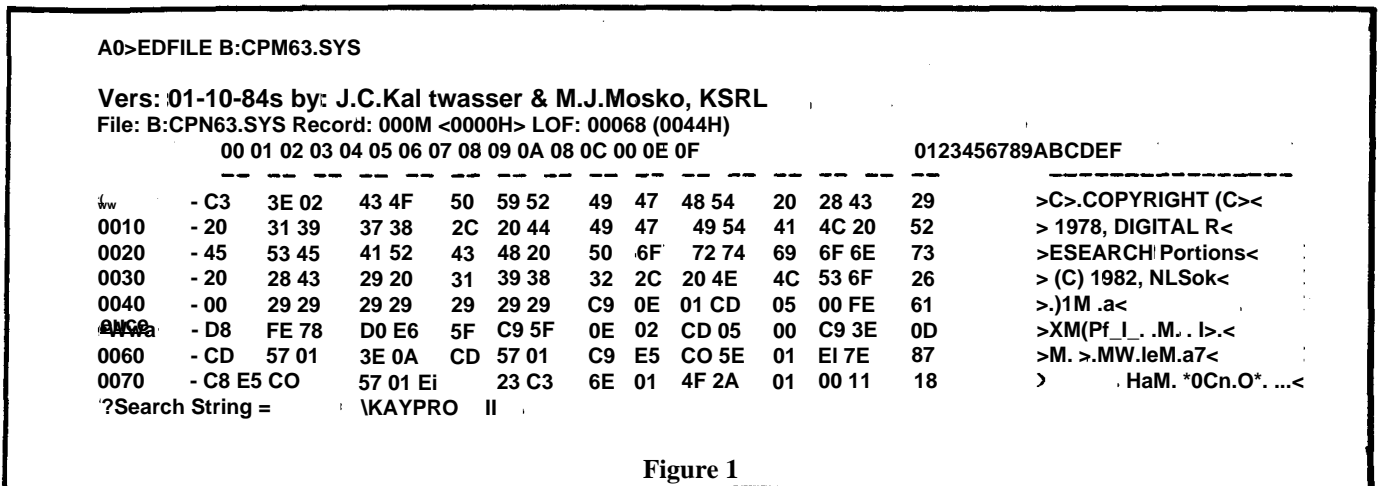 A0>EDFILE B:CPM63.SYS
Vers: 01-10-84s by: J.C.Kal twasser & M.J.Mosko, KSRL
File: B:CPN63.SYS Record: 000M <0000H> LOF: 00068 (0044H)
00 01 02 03 04 05 06 07 08 09 0A 08 0C 00 0E 0F 0123456789ABCDEF
- C3 3E 02 43 4F 50 59 52 49 47 48 54 20 28 43 29 >C>.COPYRIGHT (C><
0010 - 20 31 39 37 38 2C 20 44 49 47 49 54 41 4C 20 52 > 1978, DIGITAL R<
0020 - 45 53 45 41 52 43 48 20 50 6F 72 74 69 6F 6E 73 >ESEARCH Portions<
0030 - 20 28 43 29 20 31 39 38 32 2C 20 4E 4C 53 6F 26 > (C) 1982, NLSok<
0040 - 00 29 29 29 29 29 29 29 C9 0E 01 CD 05 00 FE 61 >.)1M .a<
- D8 FE 78 D0 E6 5F C9 5F 0E 02 CD 05 00 C9 3E 0D >XM(Pf_I_. .M. . I>.<
0060 - CD 57 01 3E 0A CD 57 01 C9 E5 CO 5E 01 EI 7E 87 >M. >.MW.leM.a7<
0070 - C8 E5 CO 57 01 Ei 23 C3 6E 01 4F 2A 01 00 11 18 > HaM. *0Cn.O*. ...<
?Search String = \KAYPRO II
Figure 1